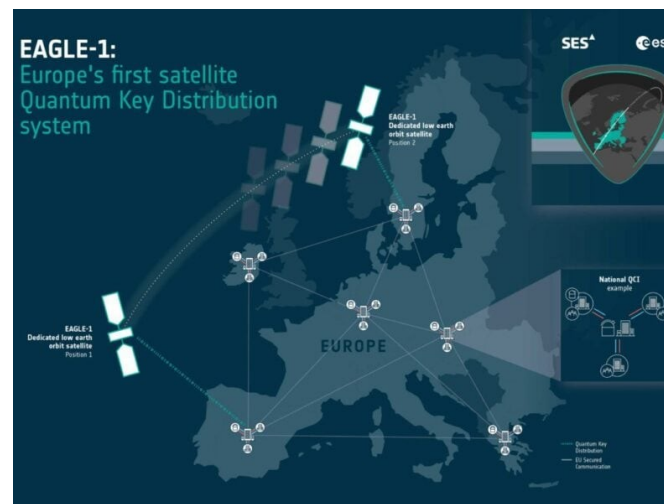 EAGLE-1:
Europe's first satellite
Quantum Key Distribution
system
SES
esa
EAGLE-1
Dedicated low earth
orbit satellite
Position 2
EAGLE-1
Dedicated low earth
orbit satellite
Position 1
EUROPE
National QCI
example
Quantum Key
Distribution
EU Secured
Communication